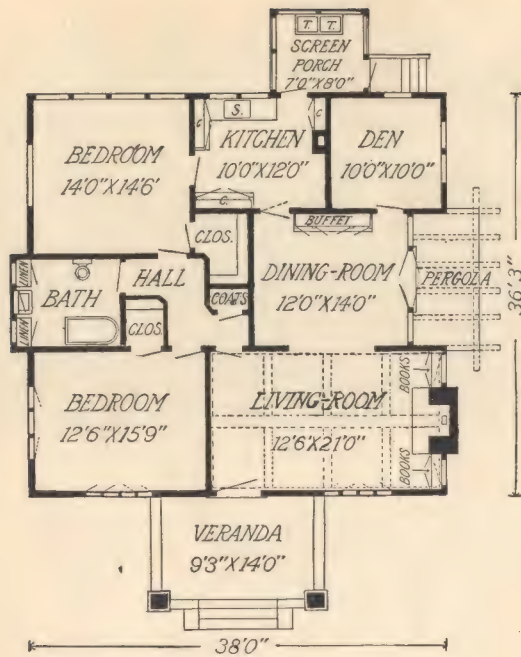 T. T.
SCREEN
PORCH
7'0"X8'0"
C
S.
C
KITCHEN
10'0"X12'0"
C.
DEN
10'0"X10'0"
BEDROOM
14'0"X14'6'
CLOS.
BUFFET
DINING-ROOM
12'0"X14'0"
PERGOLA
36'3"
LINEN
BATH
LINEN
HALL
COATS
CLOS.
BEDROOM
12'6"X15'9"
LIVING-ROOM
12'6"X21'0"
BOOKS
BOOKS
VERANDA
9'3"X14'0"
38'0"